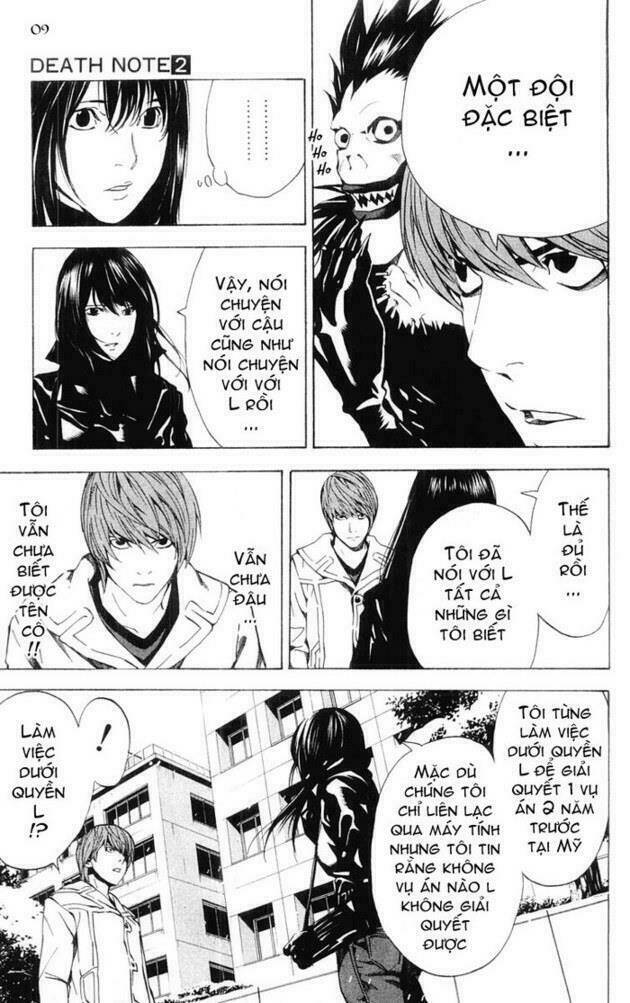 09
DEATH NOTE 2
MỘT ĐỘI
ĐẶC BIỆT
...
HO
HO
HO
..........
VẬY, NÓI
CHUYỆN
VỚI CẬU
CŨNG NHƯ
NÓI CHUYỆN
VỚI VỚI
L RỒI
...
THẾ
LÀ
ĐỦ
RỒI
...
TÔI ĐÃ
NÓI VỚI L
TẤT CẢ
NHỮNG GÌ
TÔI BIẾT
VẪN
CHƯA
ĐÂU
...
TÔI
VẪN
CHƯA
BIẾT
ĐƯỢC
TÊN
CÔ
!!
TÔI TỪNG
LÀM VIỆC
DƯỚI QUYỀN
L ĐỂ GIẢI
QUYẾT 1 VỤ
ÁN 2 NĂM
TRƯỚC
TẠI MỸ
MẶC DÙ
CHÚNG TÔI
CHỈ LIÊN LẠC
QUA MÁY TÍNH
NHƯNG TÔI TIN
RẰNG KHÔNG
VỤ ÁN NÀO L
KHÔNG GIẢI
QUYẾT
ĐƯỢC
!
LÀM
VIỆC
DƯỚI
QUYỀN
L
!?